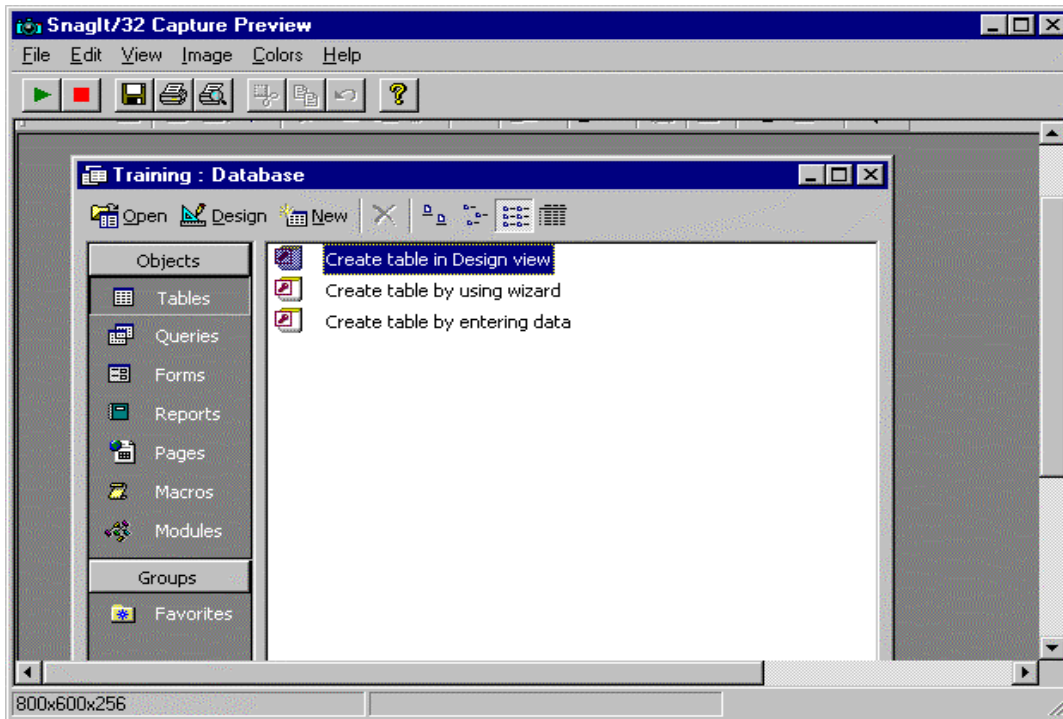 SnagIt/32 Capture Preview
File Edit View Image Colors Help
Training : Database
Open Design New
Objects
Tables
Queries
Forms
Reports
Pages
Macros
Modules
Groups
Favorites
Create table in Design view
Create table by using wizard
Create table by entering data
800x600x256